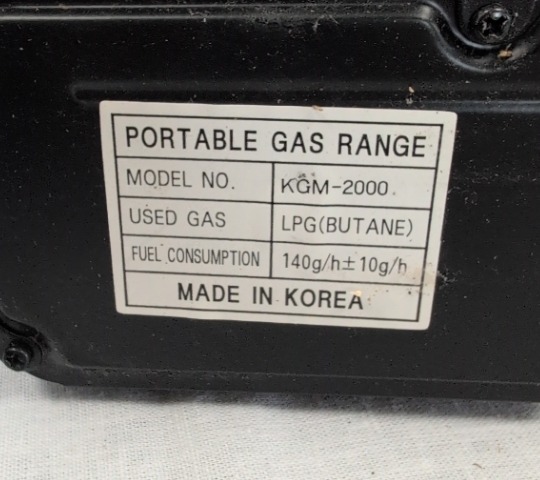 PORTABLE GAS RANGE
MODEL NO. KGM-2000.
USED GAS LPG(BUTANE)
FUEL CONSUMPTION 140g/h±10g/h
MADE IN KOREA